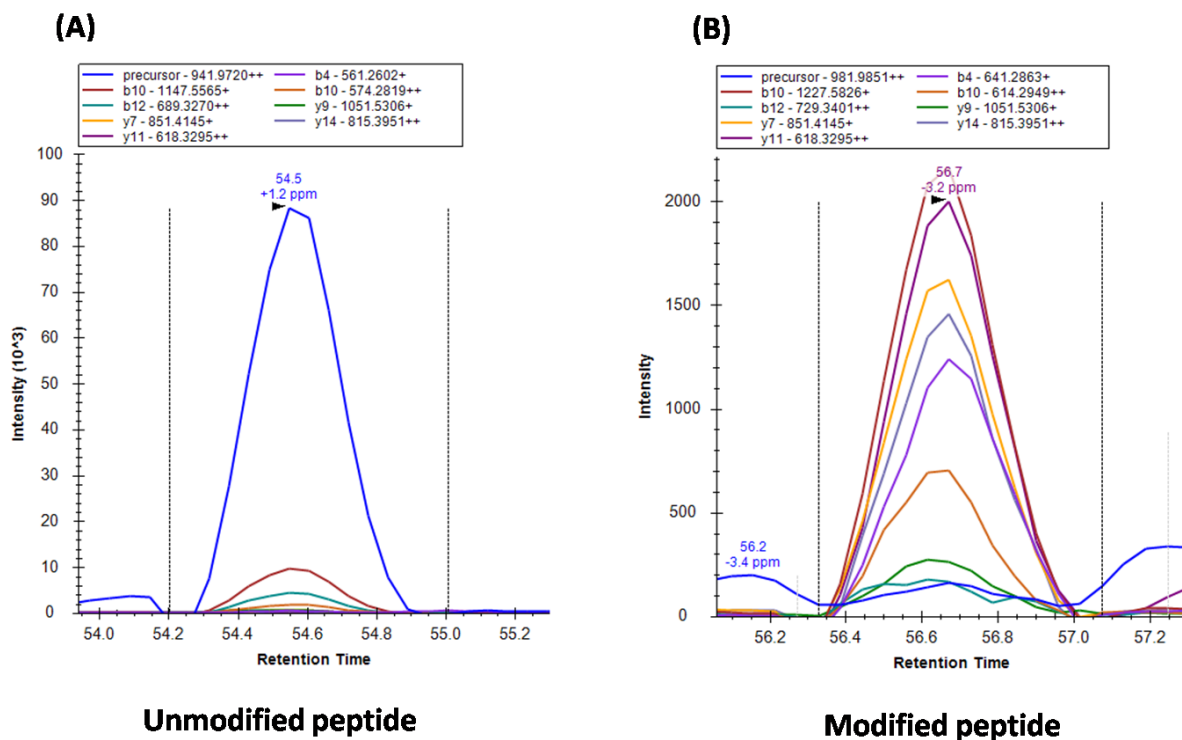 (A)
precursor - 941.9720++
b4 - 561.2602+
b10 - 1147.5565+
b10 - 574.2819++
b12 - 689.3270++
y9 - 1051.5306+
y7 - 851.4145+
y14 - 815.3951++
y11 - 618.3295++
100
90
80
70
60
50
40
30
20
10
0
Intensity (10^3)
54.5
+1.2 ppm
54.0
54.2
54.4
54.6
54.8
55.0
55.2
Retention Time
Unmodified peptide
(B)
precursor - 981.9851++
b4 - 641.2863+
b10 - 1227.5826+
b10 - 614.2949++
b12 - 729.3401++
y9 - 1051.5306+
y7 - 851.4145+
y14 - 815.3951++
y11 - 618.3295++
2000
1500
1000
500
0
Intensity
56.7
-3.2 ppm
56.2
-3.4 ppm
56.2
56.4
56.6
56.8
57.0
57.2
Retention Time
Modified peptide